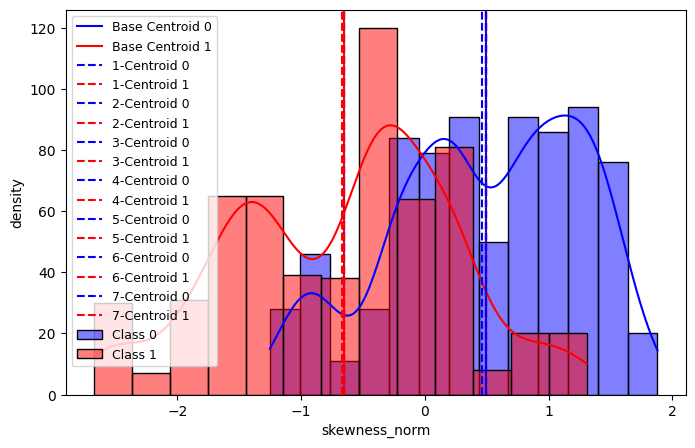 120
100
80
60
40
20
0
density
Base Centroid 0
Base Centroid 1
1-Centroid 0
1-Centroid 1
2-Centroid 0
2-Centroid 1
3-Centroid 0
3-Centroid 1
4-Centroid 0
4-Centroid 1
5-Centroid 0
5-Centroid 1
6-Centroid 0
6-Centroid 1
7-Centroid 0
7-Centroid 1
Class 0
Class 1
−2 −1 0 1 2
skewness_norm